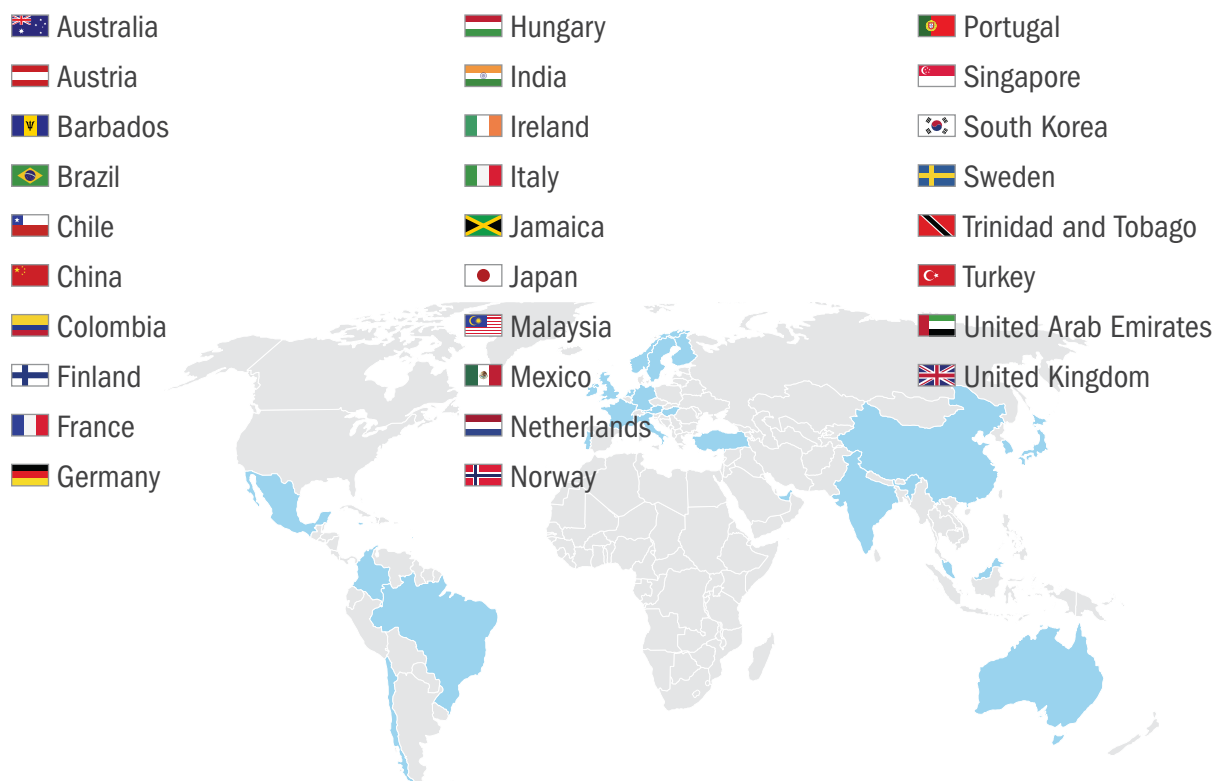 Australia
Austria
Barbados
Brazil
Chile
China
Colombia
Finland
France
Germany
Hungary
India
Ireland
Italy
Jamaica
Japan
Malaysia
Mexico
Netherlands
Norway
Portugal
Singapore
South Korea
Sweden
Trinidad and Tobago
Turkey
United Arab Emirates
United Kingdom